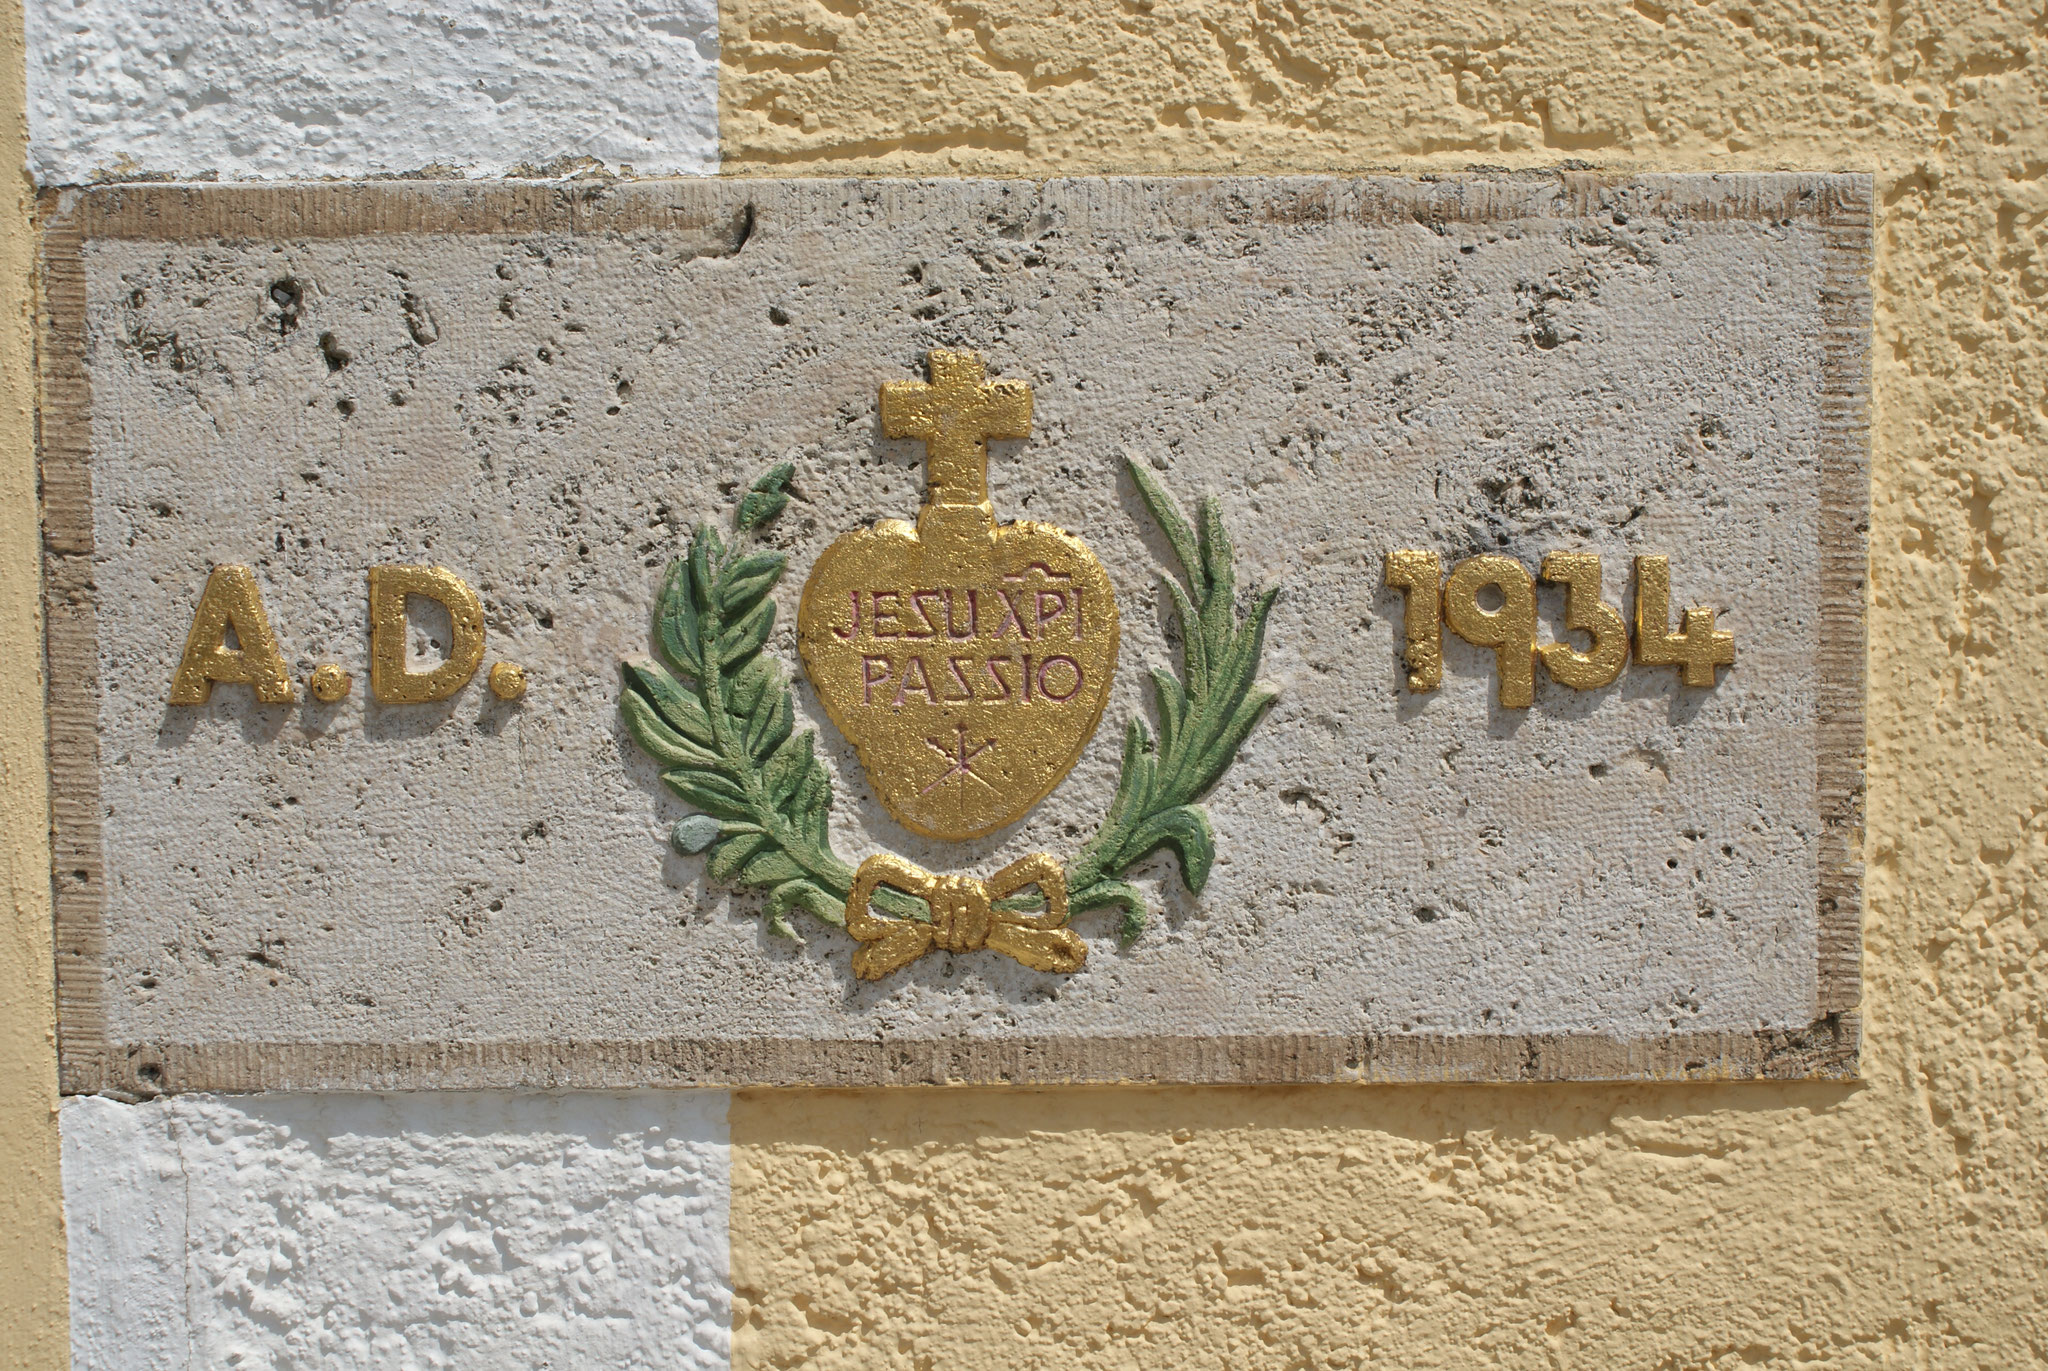 A.D.
JESU XPI
PASSIO
1934